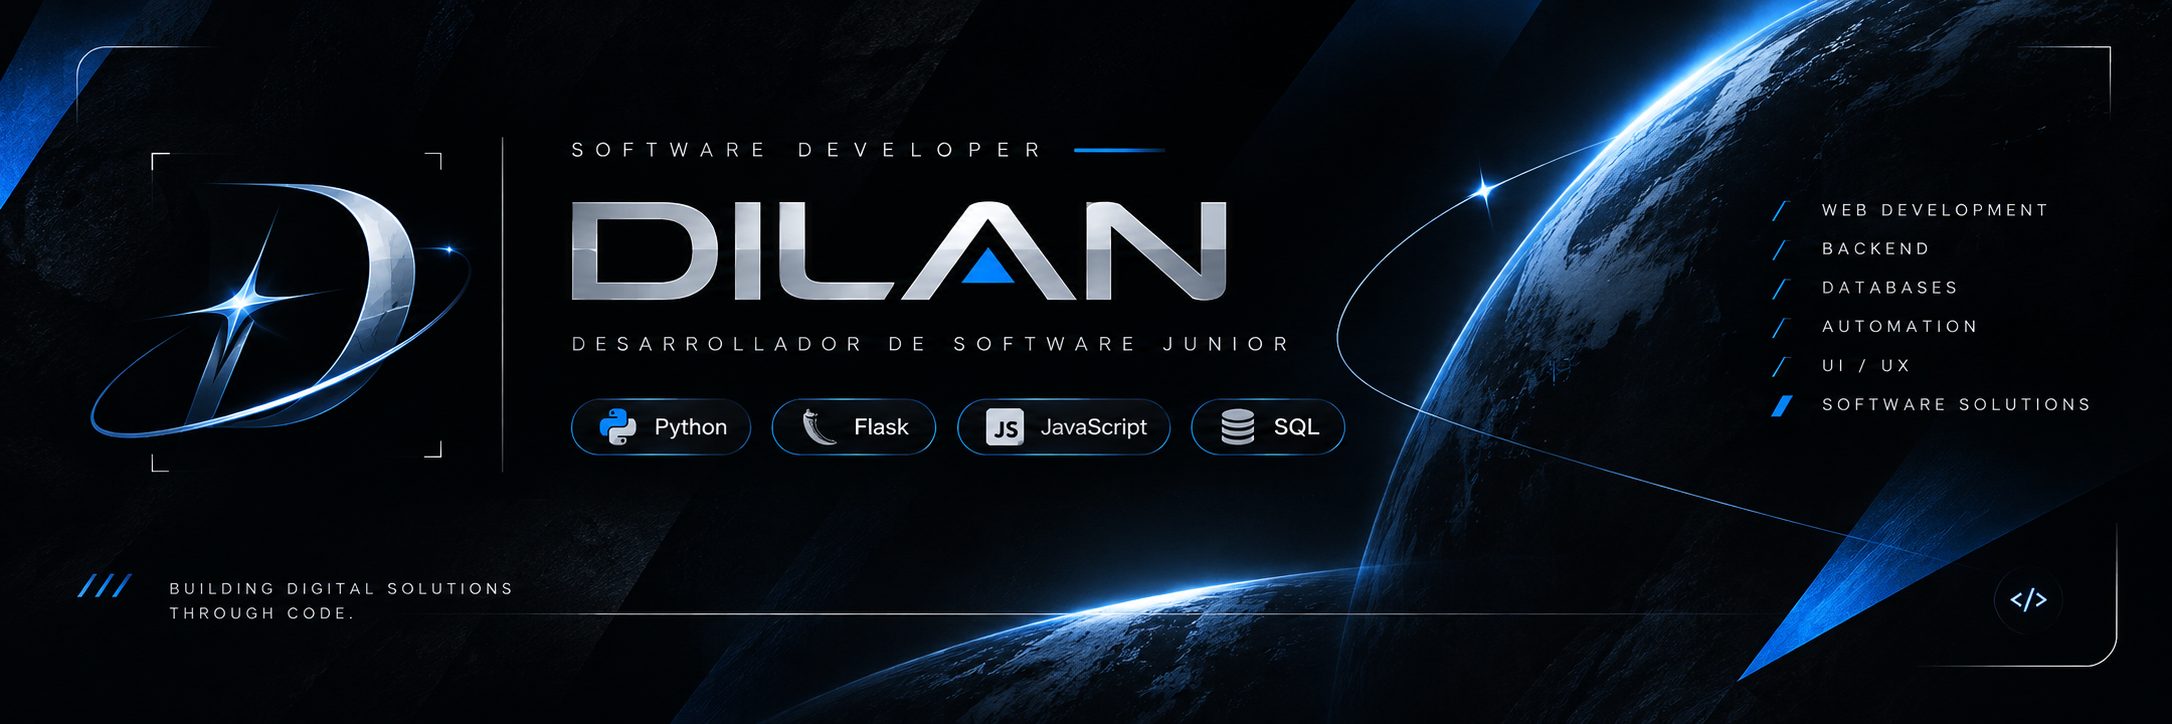 SOFTWARE DEVELOPER
DILAN
DESARROLLADOR DE SOFTWARE JUNIOR
Python
Flask
JS JavaScript
SQL
WEB DEVELOPMENT
BACKEND
DATABASES
AUTOMATION
UI / UX
SOFTWARE SOLUTIONS
BUILDING DIGITAL SOLUTIONS
THROUGH CODE.
</>